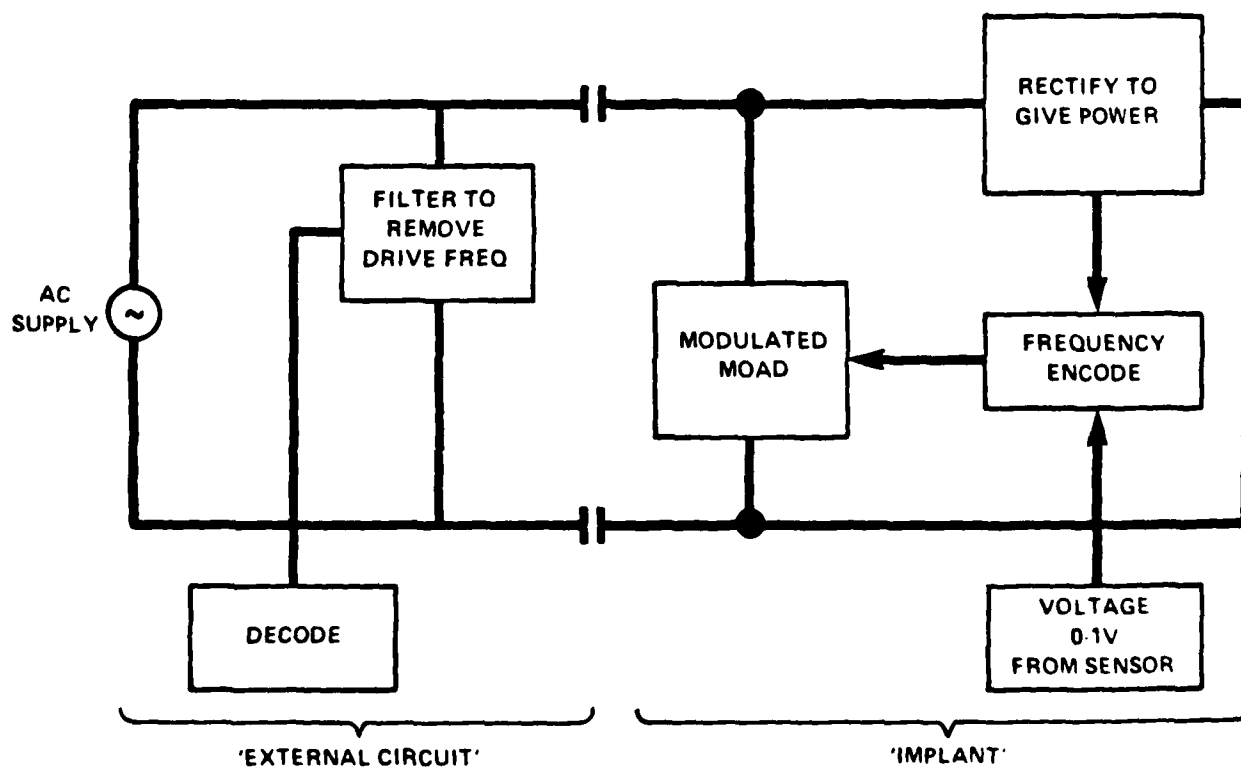 RECTIFY TO
GIVE POWER
FILTER TO
REMOVE
DRIVE FREQ
AC
SUPPLY
~
MODULATED
MOAD
FREQUENCY
ENCODE
DECODE
VOLTAGE
0·1V
FROM SENSOR
'EXTERNAL CIRCUIT'
'IMPLANT'